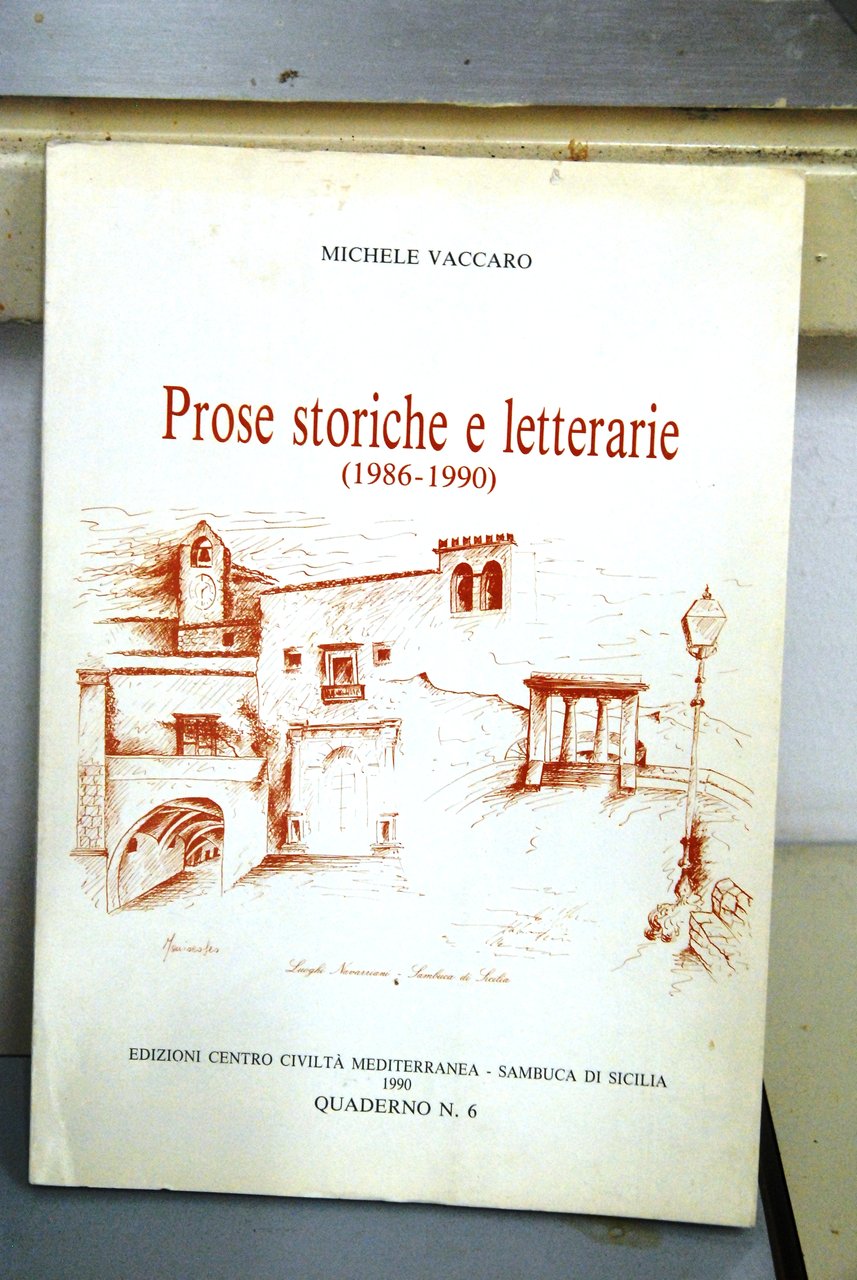 MICHELE VACCARO
Prose storiche e letterarie
(1986-1990)
Luoghi Navarriani - Sambuca di Sicilia
EDIZIONI CENTRO CIVILTÀ MEDITERRANEA - SAMBUCA DI SICILIA
1990
QUADERNO N. 6